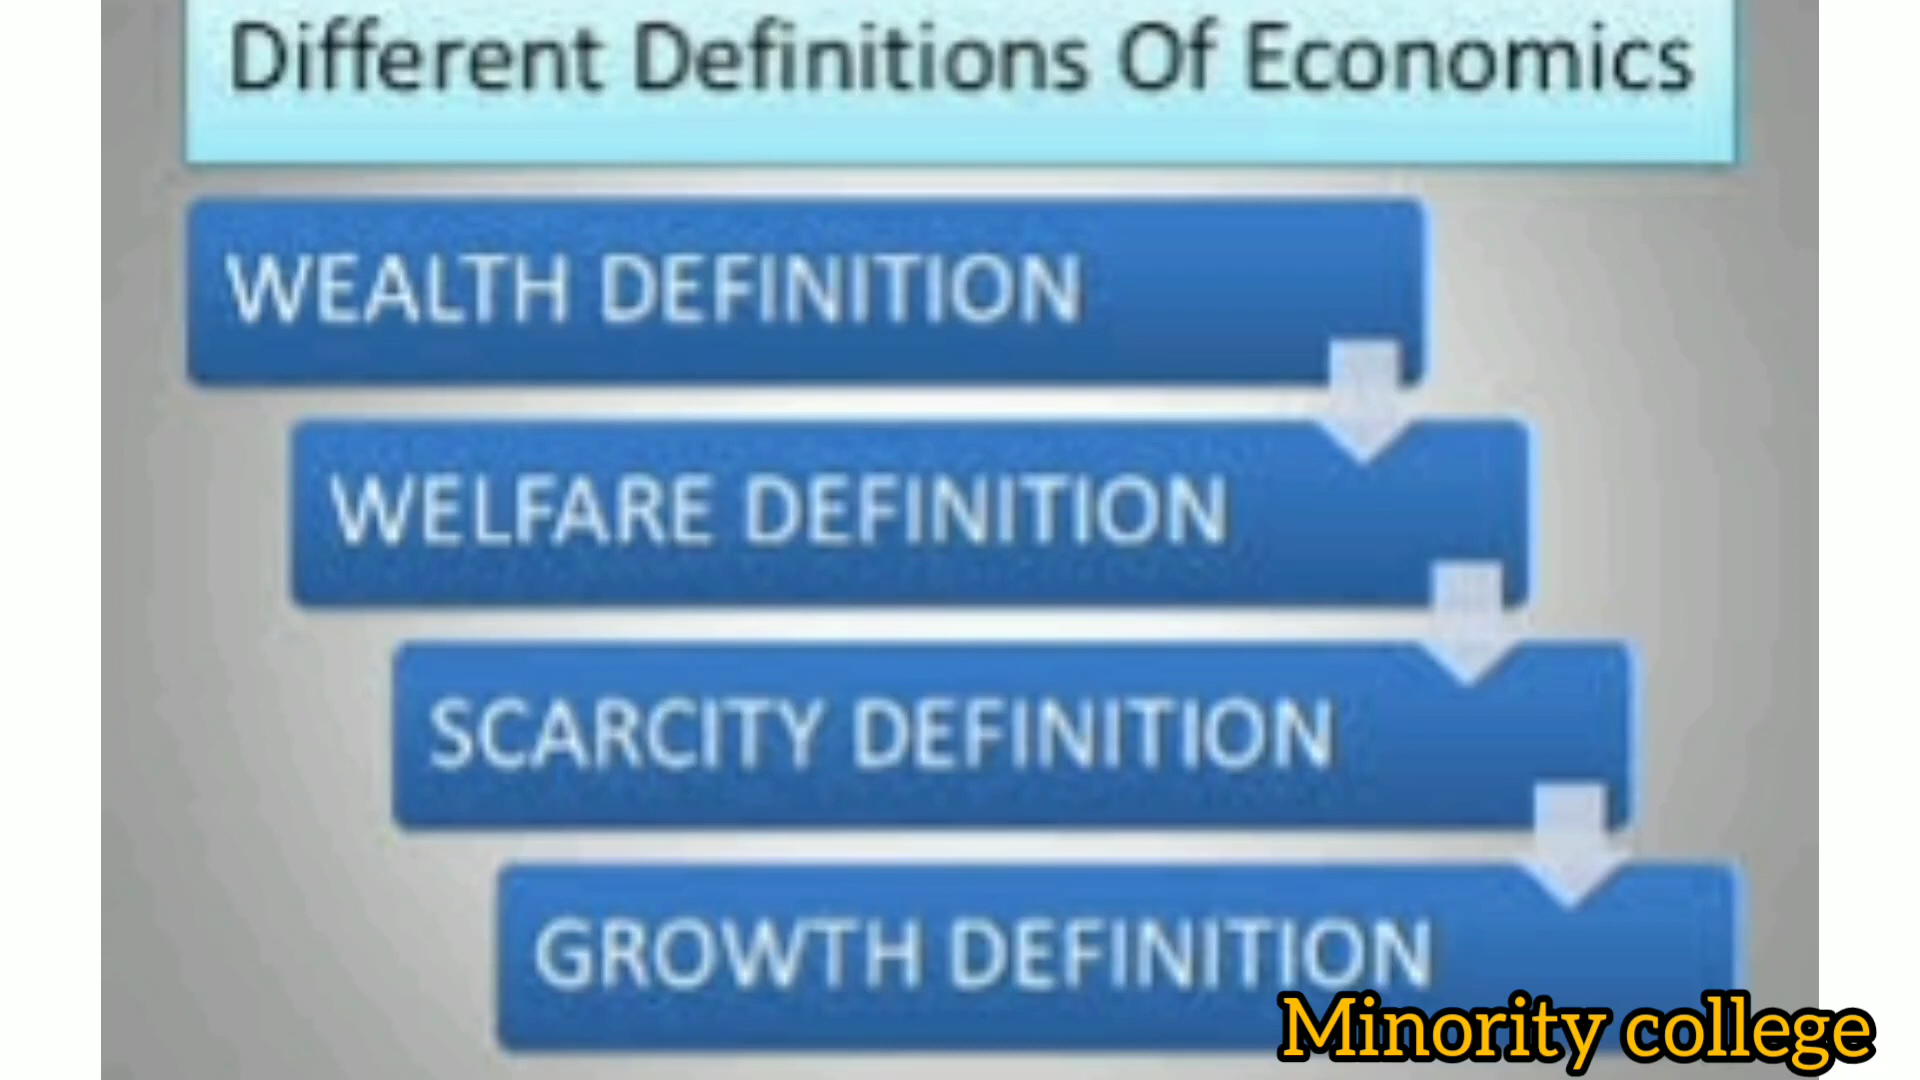 Different Definitions Of Economics
WEALTH DEFINITION
WELFARE DEFINITION
SCARCITY DEFINITION
GROWTH DEFINITION
Minority college